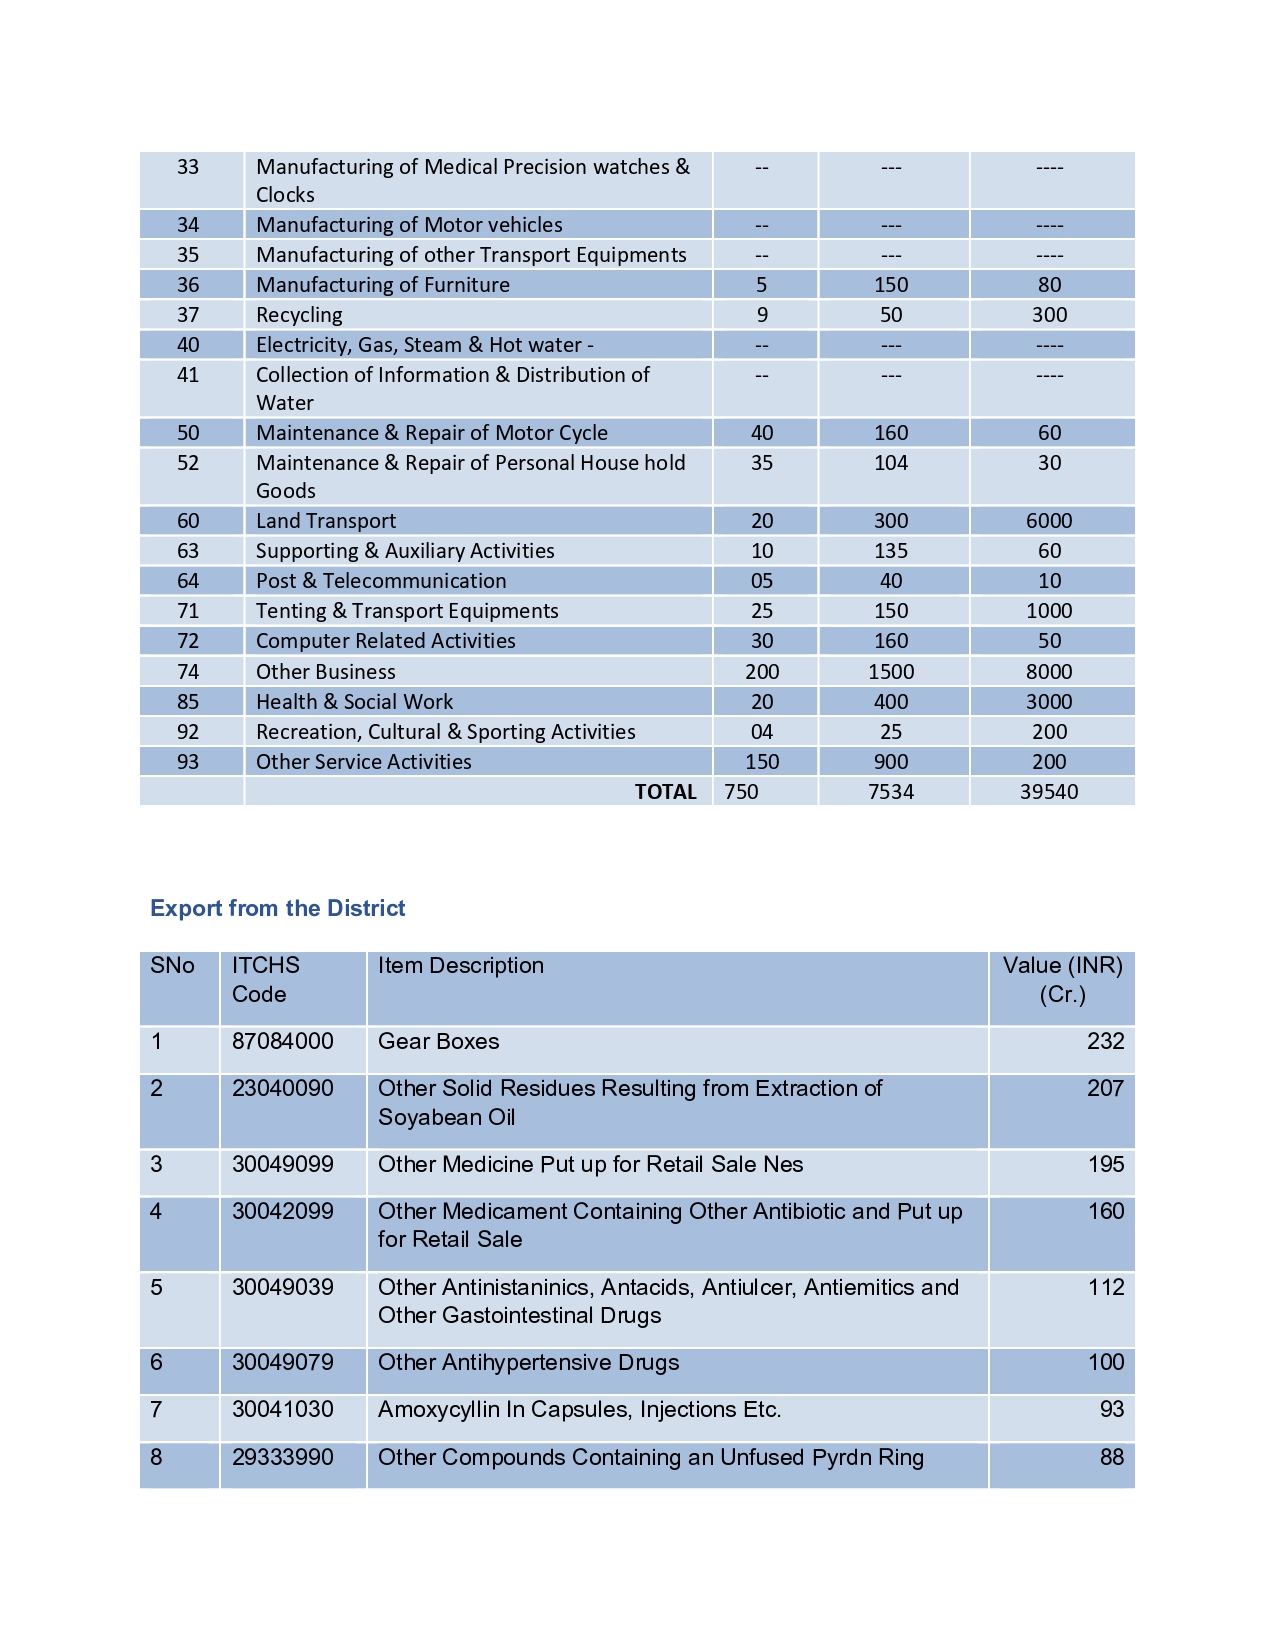 33 Manufacturing of Medical Precision watches & -- --- ----
Clocks
34 Manufacturing of Motor vehicles -- --- ----
35 Manufacturing of other Transport Equipments -- --- ----
36 Manufacturing of Furniture 5 150 80
37 Recycling 9 50 300
40 Electricity, Gas, Steam & Hot water - -- --- ----
41 Collection of Information & Distribution of -- --- ----
Water
50 Maintenance & Repair of Motor Cycle 40 160 60
52 Maintenance & Repair of Personal House hold 35 104 30
Goods
60 Land Transport 20 300 6000
63 Supporting & Auxiliary Activities 10 135 60
64 Post & Telecommunication 05 40 10
71 Tenting & Transport Equipments 25 150 1000
72 Computer Related Activities 30 160 50
74 Other Business 200 1500 8000
85 Health & Social Work 20 400 3000
92 Recreation, Cultural & Sporting Activities 04 25 200
93 Other Service Activities 150 900 200
TOTAL 750 7534 39540
Export from the District
SNo ITCHS Item Description Value (INR)
Code (Cr.)
1 87084000 Gear Boxes 232
2 23040090 Other Solid Residues Resulting from Extraction of 207
Soyabean Oil
3 30049099 Other Medicine Put up for Retail Sale Nes 195
4 30042099 Other Medicament Containing Other Antibiotic and Put up 160
for Retail Sale
5 30049039 Other Antinistaninics, Antacids, Antiulcer, Antiemitics and 112
Other Gastointestinal Drugs
6 30049079 Other Antihypertensive Drugs 100
7 30041030 Amoxycyllin In Capsules, Injections Etc. 93
8 29333990 Other Compounds Containing an Unfused Pyrdn Ring 88